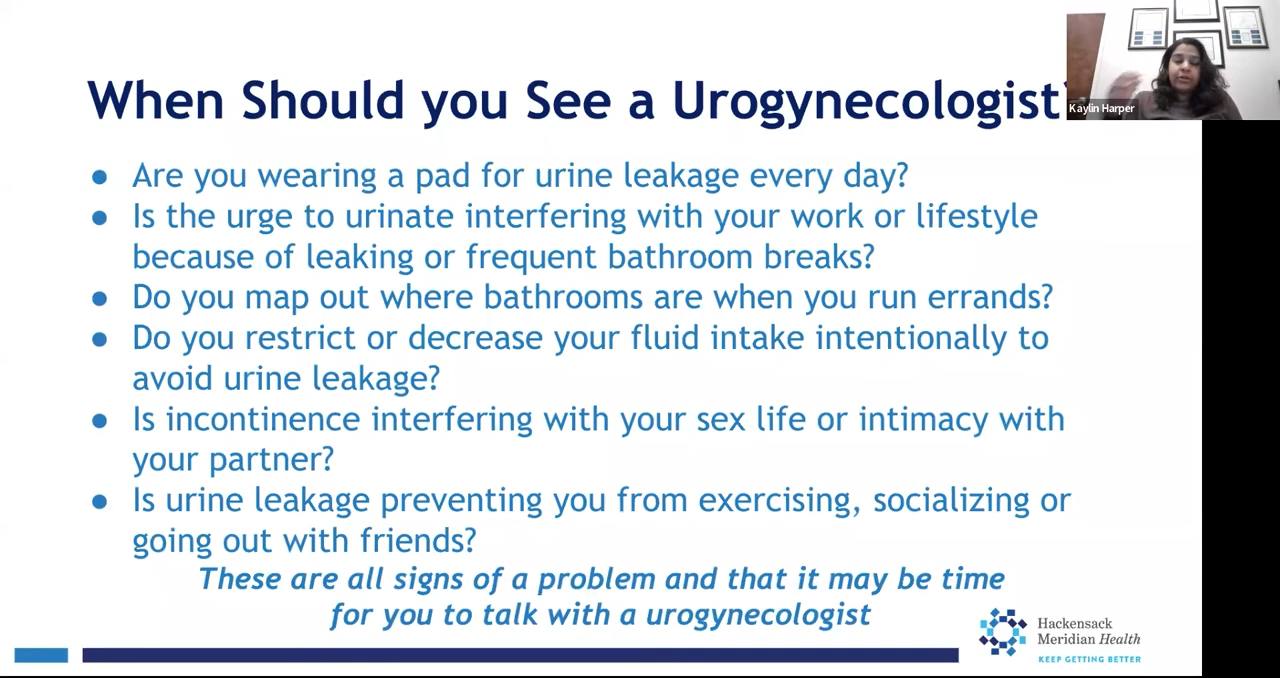 When Should you See a Urogynecologist
Kaylin Harper
● Are you wearing a pad for urine leakage every day?
● Is the urge to urinate interfering with your work or lifestyle
because of leaking or frequent bathroom breaks?
● Do you map out where bathrooms are when you run errands?
● Do you restrict or decrease your fluid intake intentionally to
avoid urine leakage?
● Is incontinence interfering with your sex life or intimacy with
your partner?
● Is urine leakage preventing you from exercising, socializing or
going out with friends?
These are all signs of a problem and that it may be time
for you to talk with a urogynecologist
Hackensack
Meridian Health
KEEP GETTING BETTER